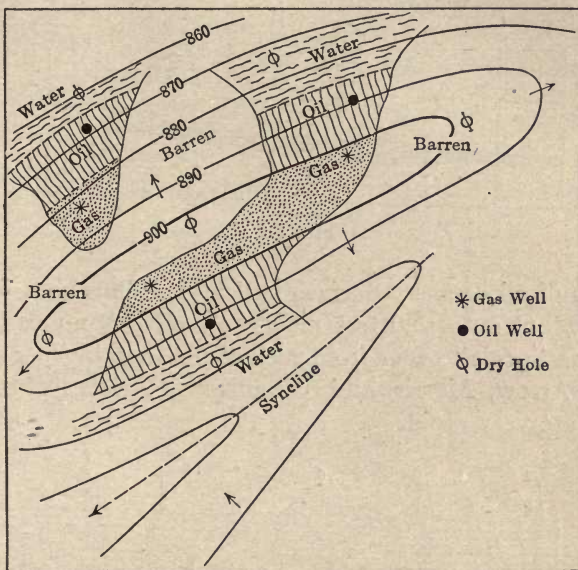 860
Water
Water
870
Oil
880
Oil
Barren
Barren
890
Gas
Gas
900
Gas
Barren
Oil
Water
Syncline
Gas Well
Oil Well
Dry Hole